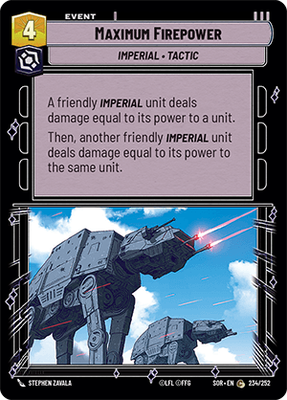 EVENT
4
MAXIMUM FIREPOWER
IMPERIAL • TACTIC
A friendly IMPERIAL unit deals
damage equal to its power to a unit.
Then, another friendly IMPERIAL unit
deals damage equal to its power to
the same unit.
STEPHEN ZAVALA
©LFL ©FFG
SOR • EN
234/252